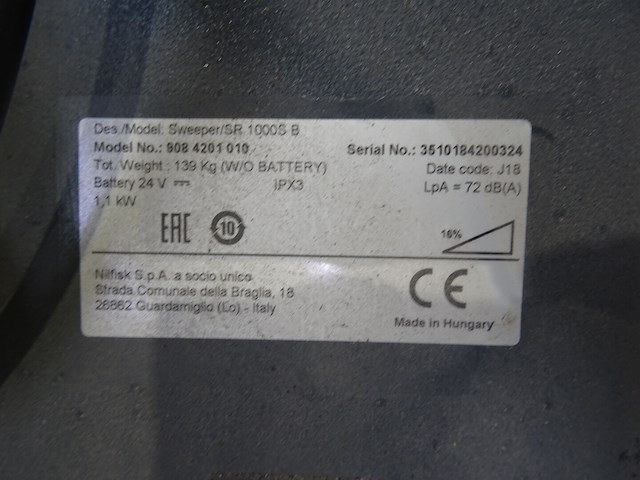 Des./Model: Sweeper/SR 1000S B
Model No.: 908 4201 010 Serial No.: 3510184200324
Tot. Weight : 139 Kg (W/O BATTERY) Date code: J18
Battery 24 V IPX3 LpA = 72 dB(A)
1,1 kW
EAC 10 16%
Nilfisk S.p.A. a socio unico
Strada Comunale della Braglia, 18
26862 Guardamiglio (Lo) - Italy
CE
Made in Hungary